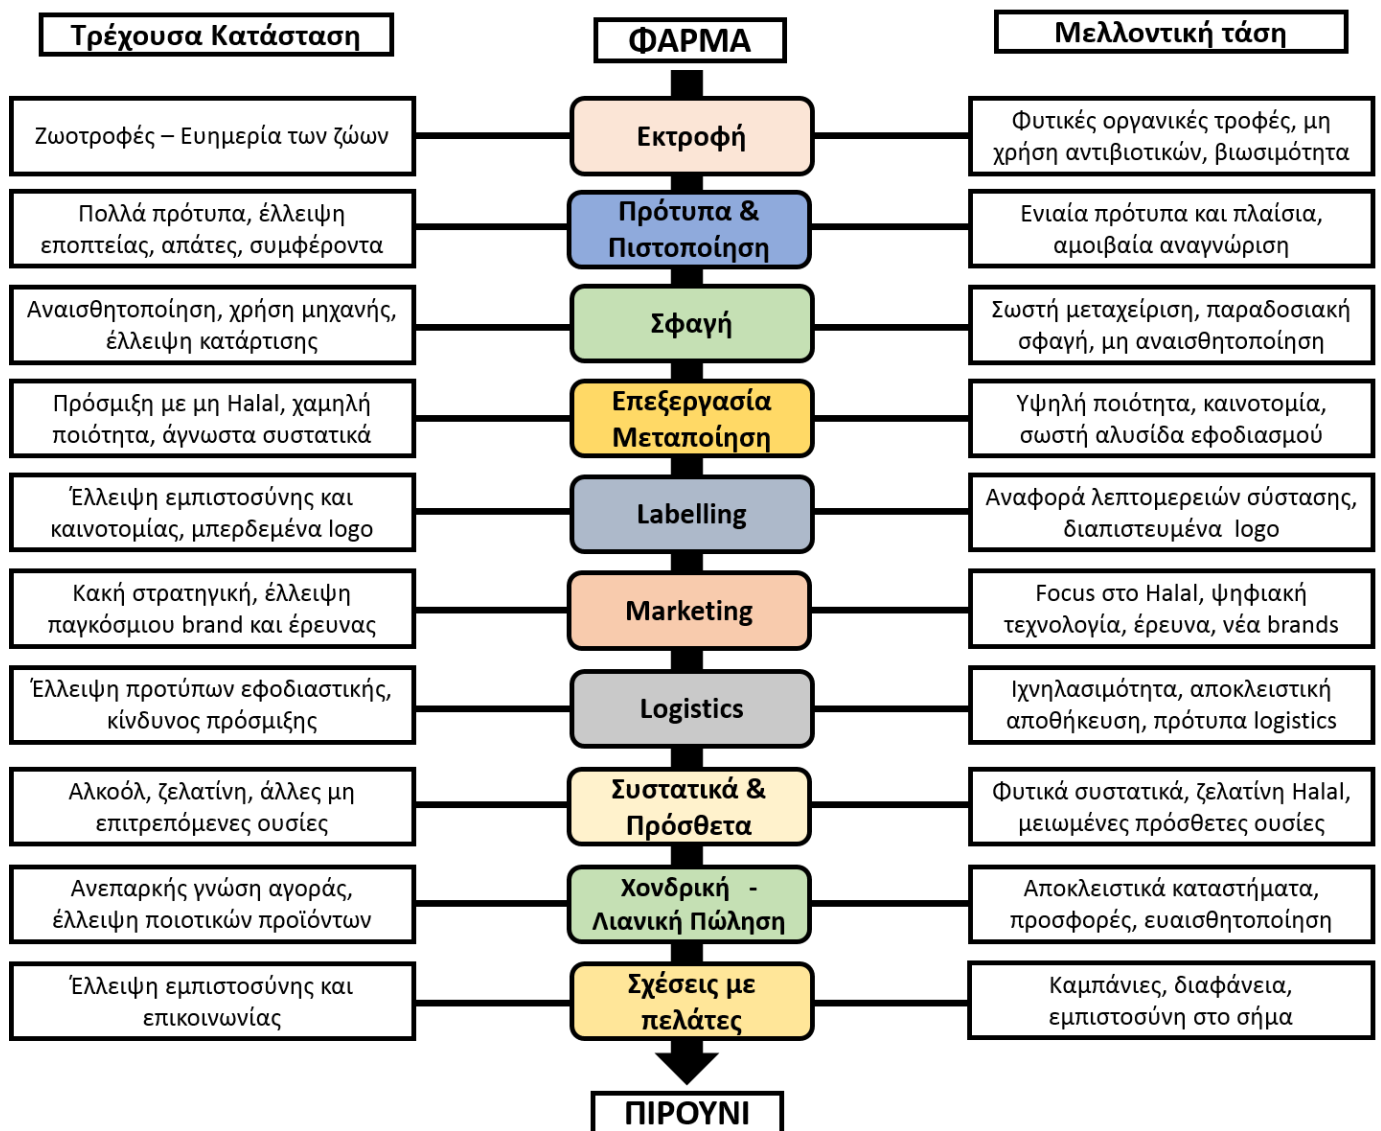 Τρέχουσα Κατάσταση
ΦΑΡΜΑ
Μελλοντική τάση
Ζωοτροφές – Ευημερία των ζώων
Εκτροφή
Φυτικές οργανικές τροφές, μη
χρήση αντιβιοτικών, βιωσιμότητα
Πολλά πρότυπα, έλλειψη
εποπτείας, απάτες, συμφέροντα
Πρότυπα &
Πιστοποίηση
Ενιαία πρότυπα και πλαίσια,
αμοιβαία αναγνώριση
Αναισθητοποίηση, χρήση μηχανής,
έλλειψη κατάρτισης
Σφαγή
Σωστή μεταχείριση, παραδοσιακή
σφαγή, μη αναισθητοποίηση
Πρόσμιξη με μη Halal, χαμηλή
ποιότητα, άγνωστα συστατικά
Επεξεργασία
Μεταποίηση
Υψηλή ποιότητα, καινοτομία,
σωστή αλυσίδα εφοδιασμού
Έλλειψη εμπιστοσύνης και
καινοτομίας, μπερδεμένα logo
Labelling
Αναφορά λεπτομερειών σύστασης,
διαπιστευμένα logo
Κακή στρατηγική, έλλειψη
παγκόσμιου brand και έρευνας
Marketing
Focus στο Halal, ψηφιακή
τεχνολογία, έρευνα, νέα brands
Έλλειψη προτύπων εφοδιαστικής,
κίνδυνος πρόσμιξης
Logistics
Ιχνηλασιμότητα, αποκλειστική
αποθήκευση, πρότυπα logistics
Αλκοόλ, ζελατίνη, άλλες μη
επιτρεπόμενες ουσίες
Συστατικά &
Πρόσθετα
Φυτικά συστατικά, ζελατίνη Halal,
μειωμένες πρόσθετες ουσίες
Ανεπαρκής γνώση αγοράς,
έλλειψη ποιοτικών προϊόντων
Χονδρική -
Λιανική Πώληση
Αποκλειστικά καταστήματα,
προσφορές, ευαισθητοποίηση
Έλλειψη εμπιστοσύνης και
επικοινωνίας
Σχέσεις με
πελάτες
Καμπάνιες, διαφάνεια,
εμπιστοσύνη στο σήμα
ΠΙΡΟΥΝΙ